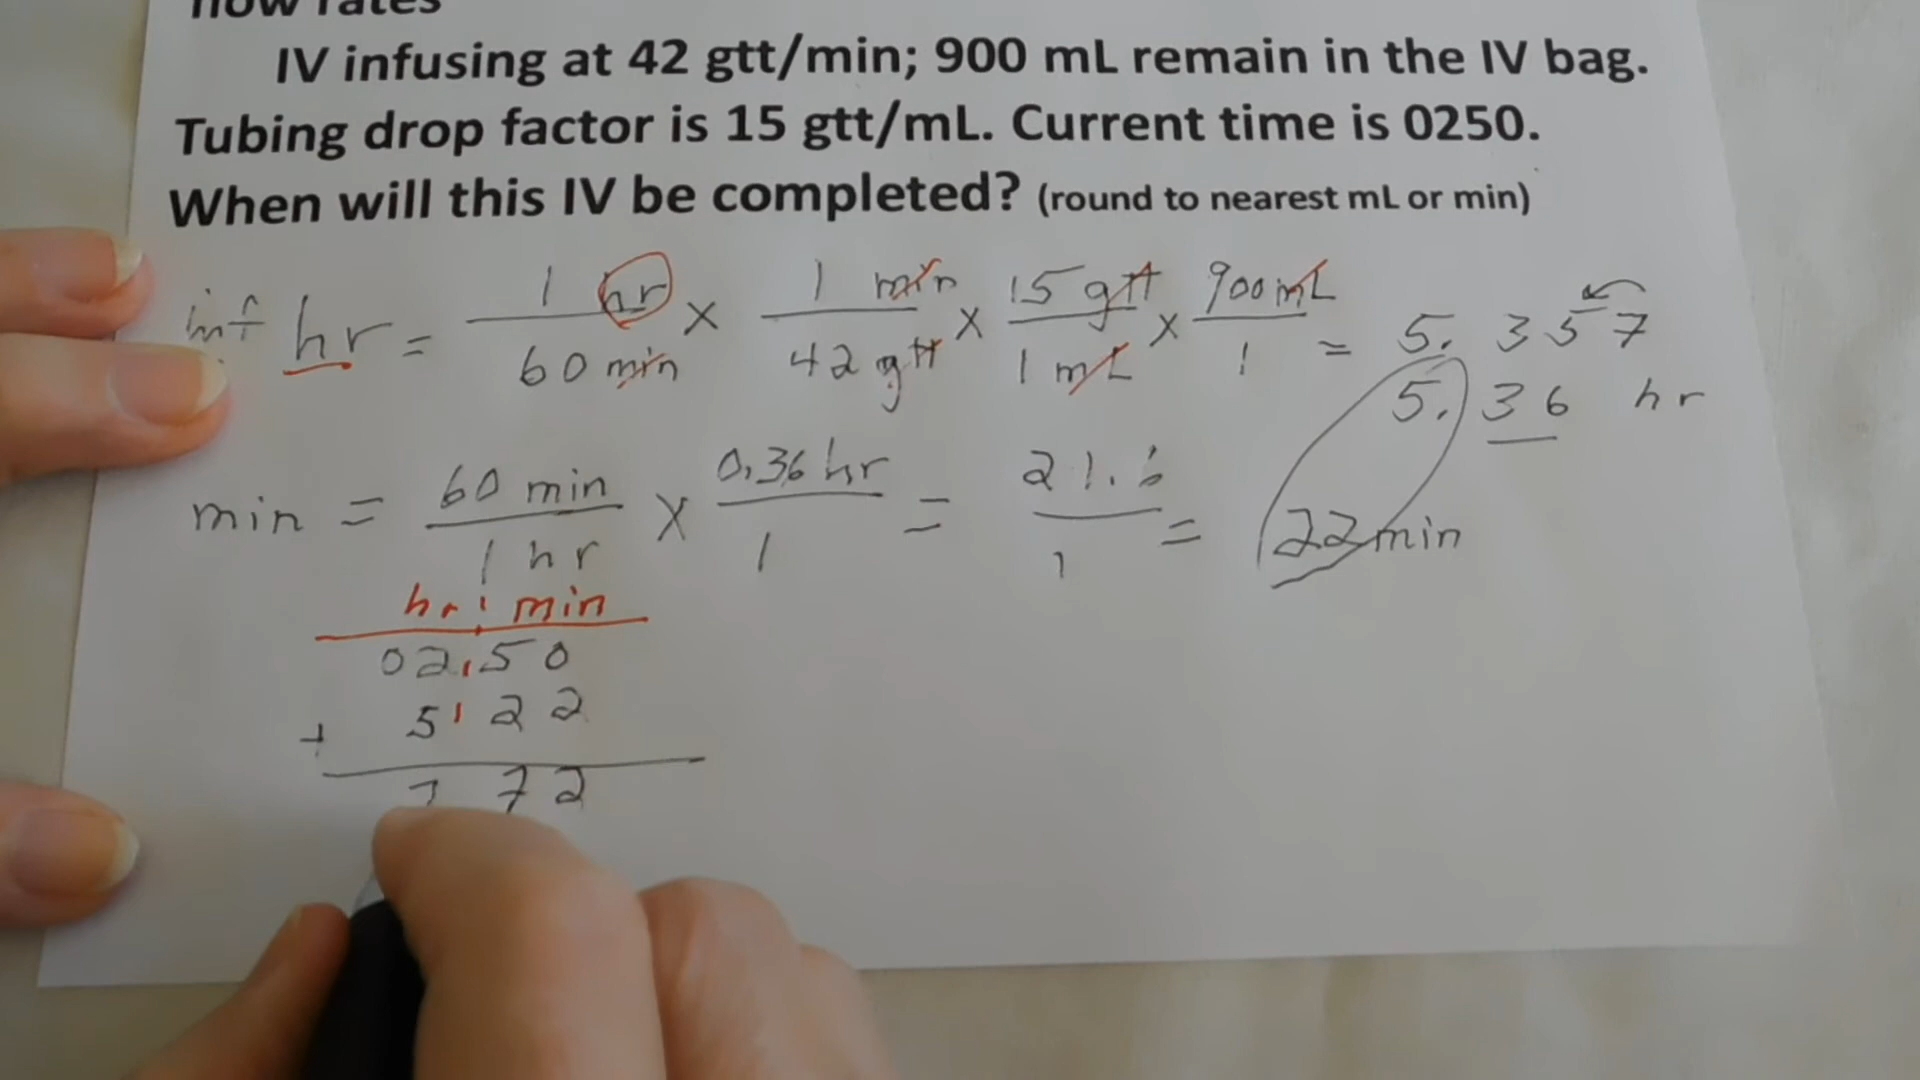 flow rates
IV infusing at 42 gtt/min; 900 mL remain in the IV bag.
Tubing drop factor is 15 gtt/mL. Current time is 0250.
When will this IV be completed? (round to nearest mL or min)
inf hr = 1 hr / 60 min x 1 min / 42 gtt x 15 gtt / 1 mL x 900 mL / 1 = 5.357
5.36 hr
min = 60 min / 1 hr x 0.36 hr / 1 = 21.6 / 1 = 22 min
hr : min
02 50
+ 5 22
7 72